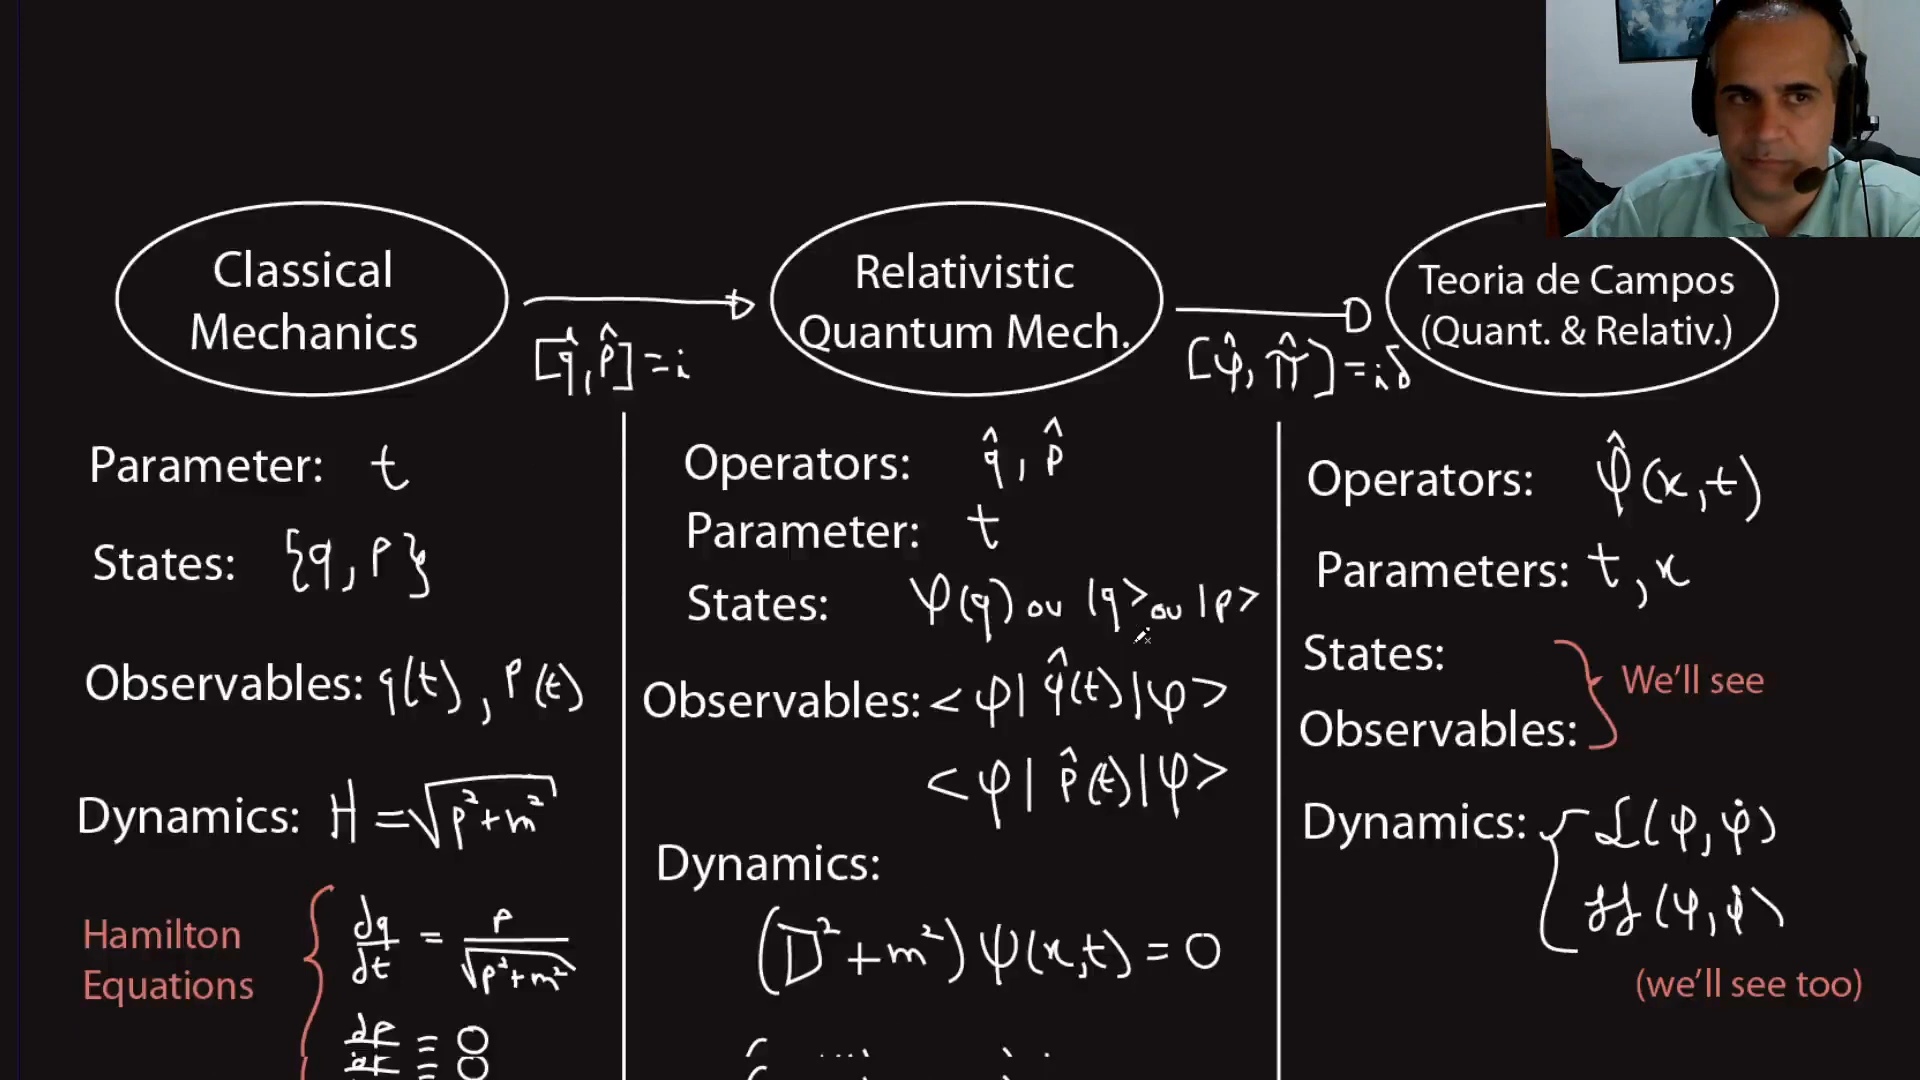 Classical
Mechanics
[q̂, p̂] = i
Relativistic
Quantum Mech.
[φ̂, π̂] = iδ
Teoria de Campos
(Quant. & Relativ.)
Parameter: t
States: {q, p}
Observables: q(t), p(t)
Dynamics: H = √(p²+m²)
Hamilton
Equations
dq/dt = p/√(p²+m²)
dp/dt = 0
Operators: q̂, p̂
Parameter: t
States: φ(q) ou |q> ou |p>
Observables: <φ| q̂(t) |φ>
<φ| p̂(t) |φ>
Dynamics:
(D²+m²) ψ(x,t) = 0
Operators: φ̂(x,t)
Parameters: t, x
States:
Observables:
We'll see
Dynamics: ℒ(φ, φ̇)
ℋ(φ, φ̇)
(we'll see too)